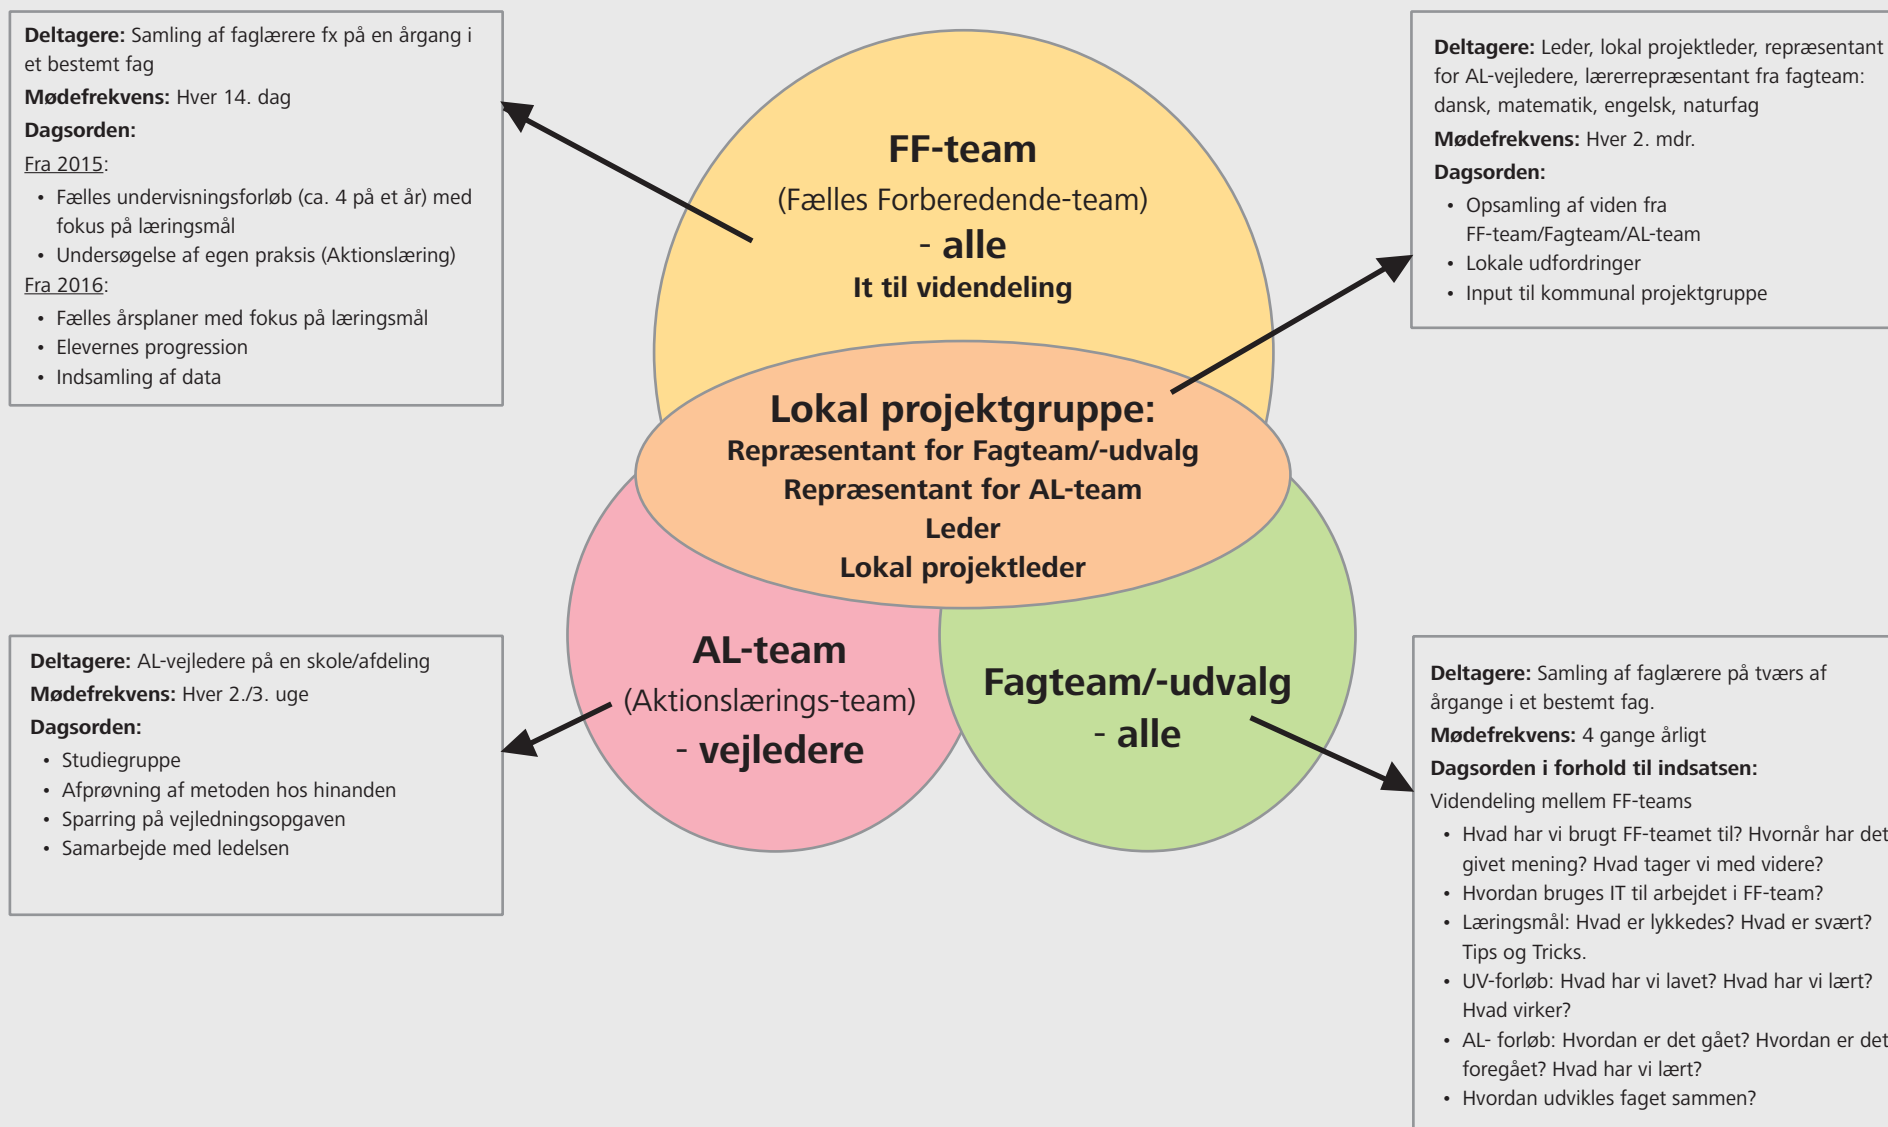 Deltagere: Samling af faglærere fx på en årgang i
et bestemt fag
Mødefrekvens: Hver 14. dag
Dagsorden:
Fra 2015:
• Fælles undervisningsforløb (ca. 4 på et år) med
fokus på læringsmål
• Undersøgelse af egen praksis (Aktionslæring)
Fra 2016:
• Fælles årsplaner med fokus på læringsmål
• Elevernes progression
• Indsamling af data
FF-team
(Fælles Forberedende-team)
- alle
It til videndeling
Deltagere: Leder, lokal projektleder, repræsentant
for AL-vejledere, lærerrepræsentant fra fagteam:
dansk, matematik, engelsk, naturfag
Mødefrekvens: Hver 2. mdr.
Dagsorden:
• Opsamling af viden fra
FF-team/Fagteam/AL-team
• Lokale udfordringer
• Input til kommunal projektgruppe
Lokal projektgruppe:
Repræsentant for Fagteam/-udvalg
Repræsentant for AL-team
Leder
Lokal projektleder
Deltagere: AL-vejledere på en skole/afdeling
Mødefrekvens: Hver 2./3. uge
Dagsorden:
• Studiegruppe
• Afprøvning af metoden hos hinanden
• Sparring på vejledningsopgaven
• Samarbejde med ledelsen
AL-team
(Aktionslærings-team)
- vejledere
Fagteam/-udvalg
- alle
Deltagere: Samling af faglærere på tværs af
årgange i et bestemt fag.
Mødefrekvens: 4 gange årligt
Dagsorden i forhold til indsatsen:
Videndeling mellem FF-teams
• Hvad har vi brugt FF-teamet til? Hvornår har det
givet mening? Hvad tager vi med videre?
• Hvordan bruges IT til arbejdet i FF-team?
• Læringsmål: Hvad er lykkedes? Hvad er svært?
Tips og Tricks.
• UV-forløb: Hvad har vi lavet? Hvad har vi lært?
Hvad virker?
• AL- forløb: Hvordan er det gået? Hvordan er det
foregået? Hvad har vi lært?
• Hvordan udvikles faget sammen?